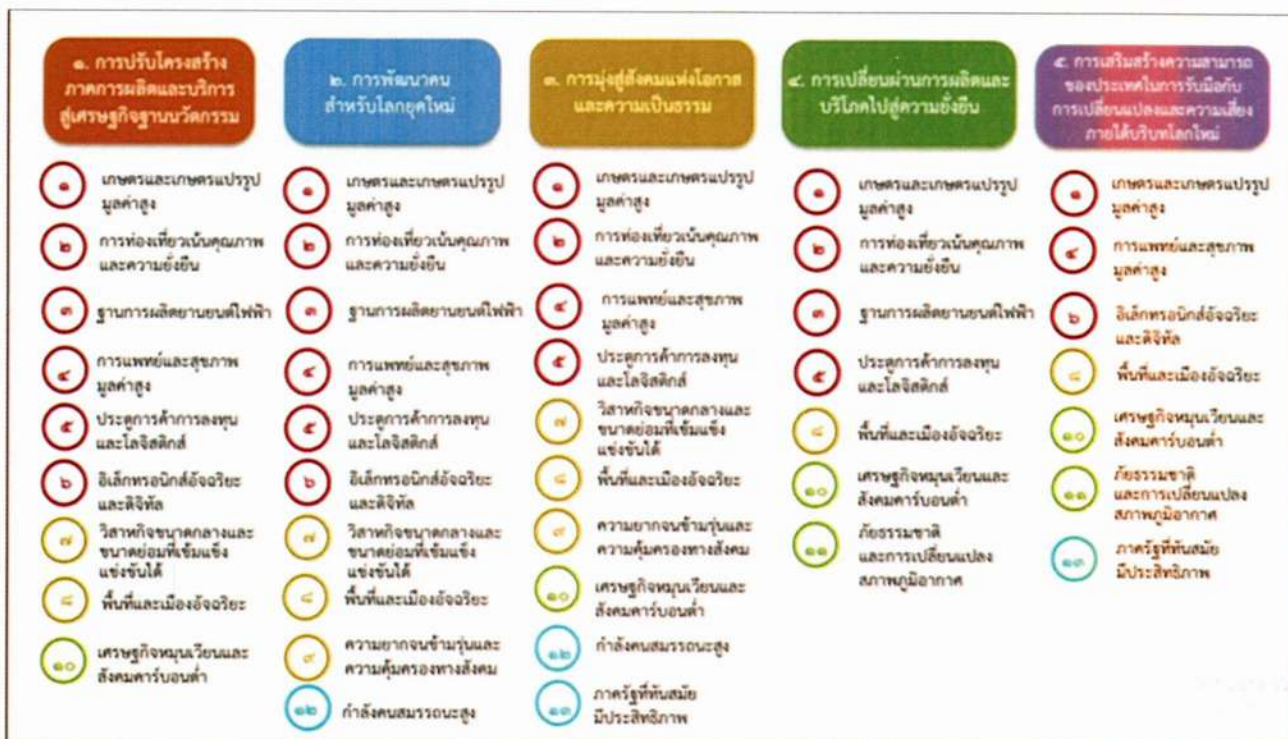 ๑. การปรับโครงสร้าง
ภาคการผลิตและบริการ
สู่เศรษฐกิจฐานนวัตกรรม
๑ เกษตรและเกษตรแปรรูป
มูลค่าสูง
๒ การท่องเที่ยวเน้นคุณภาพ
และความยั่งยืน
๓ ฐานการผลิตยานยนต์ไฟฟ้า
๔ การแพทย์และสุขภาพ
มูลค่าสูง
๕ ประตูการค้าการลงทุน
และโลจิสติกส์
๖ อิเล็กทรอนิกส์อัจฉริยะ
และดิจิทัล
๗ วิสาหกิจขนาดกลางและ
ขนาดย่อมที่เข้มแข็ง
แข่งขันได้
๘ พื้นที่และเมืองอัจฉริยะ
๑๐ เศรษฐกิจหมุนเวียนและ
สังคมคาร์บอนต่ำ
๒. การพัฒนาคน
สำหรับโลกยุคใหม่
๑ เกษตรและเกษตรแปรรูป
มูลค่าสูง
๒ การท่องเที่ยวเน้นคุณภาพ
และความยั่งยืน
๓ ฐานการผลิตยานยนต์ไฟฟ้า
๔ การแพทย์และสุขภาพ
มูลค่าสูง
๕ ประตูการค้าการลงทุน
และโลจิสติกส์
๖ อิเล็กทรอนิกส์อัจฉริยะ
และดิจิทัล
๗ วิสาหกิจขนาดกลางและ
ขนาดย่อมที่เข้มแข็ง
แข่งขันได้
๘ พื้นที่และเมืองอัจฉริยะ
๙ ความยากจนข้ามรุ่นและ
ความคุ้มครองทางสังคม
๑๒ กำลังคนสมรรถนะสูง
๓. การมุ่งสู่สังคมแห่งโอกาส
และความเป็นธรรม
๑ เกษตรและเกษตรแปรรูป
มูลค่าสูง
๒ การท่องเที่ยวเน้นคุณภาพ
และความยั่งยืน
๔ การแพทย์และสุขภาพ
มูลค่าสูง
๕ ประตูการค้าการลงทุน
และโลจิสติกส์
๗ วิสาหกิจขนาดกลางและ
ขนาดย่อมที่เข้มแข็ง
แข่งขันได้
๘ พื้นที่และเมืองอัจฉริยะ
๙ ความยากจนข้ามรุ่นและ
ความคุ้มครองทางสังคม
๑๐ เศรษฐกิจหมุนเวียนและ
สังคมคาร์บอนต่ำ
๑๒ กำลังคนสมรรถนะสูง
๑๓ ภาครัฐที่ทันสมัย
มีประสิทธิภาพ
๔. การเปลี่ยนผ่านการผลิตและ
บริโภคไปสู่ความยั่งยืน
๑ เกษตรและเกษตรแปรรูป
มูลค่าสูง
๒ การท่องเที่ยวเน้นคุณภาพ
และความยั่งยืน
๓ ฐานการผลิตยานยนต์ไฟฟ้า
๕ ประตูการค้าการลงทุน
และโลจิสติกส์
๘ พื้นที่และเมืองอัจฉริยะ
๑๐ เศรษฐกิจหมุนเวียนและ
สังคมคาร์บอนต่ำ
๑๑ ภัยธรรมชาติ
และการเปลี่ยนแปลง
สภาพภูมิอากาศ
๕. การเสริมสร้างความสามารถ
ของประเทศในการรับมือกับ
การเปลี่ยนแปลงและความเสี่ยง
ภายใต้บริบทโลกใหม่
๑ เกษตรและเกษตรแปรรูป
มูลค่าสูง
๔ การแพทย์และสุขภาพ
มูลค่าสูง
๖ อิเล็กทรอนิกส์อัจฉริยะ
และดิจิทัล
๘ พื้นที่และเมืองอัจฉริยะ
๑๐ เศรษฐกิจหมุนเวียนและ
สังคมคาร์บอนต่ำ
๑๑ ภัยธรรมชาติ
และการเปลี่ยนแปลง
สภาพภูมิอากาศ
๑๓ ภาครัฐที่ทันสมัย
มีประสิทธิภาพ